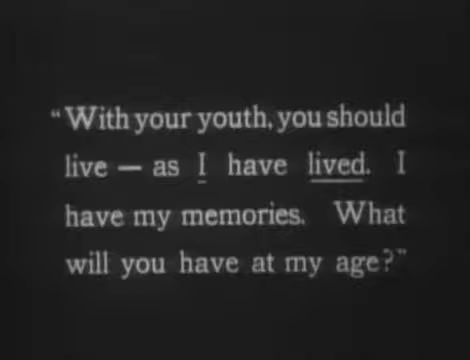 “With your youth, you should
live — as I have lived. I
have my memories. What
will you have at my age?”